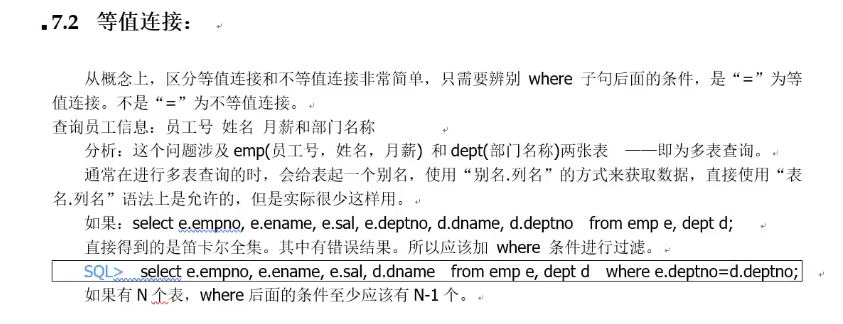 7.2 等值连接：
从概念上，区分等值连接和不等值连接非常简单，只需要辨别 where 子句后面的条件，是“=”为等
值连接。不是“=”为不等值连接。
查询员工信息：员工号 姓名 月薪和部门名称
分析：这个问题涉及 emp(员工号，姓名，月薪) 和 dept(部门名称)两张表 ——即为多表查询。
通常在进行多表查询的时，会给表起一个别名，使用“别名.列名”的方式来获取数据，直接使用“表
名.列名”语法上是允许的，但是实际很少这样用。
如果：select e.empno, e.ename, e.sal, e.deptno, d.dname, d.deptno from emp e, dept d;
直接得到的是笛卡尔全集。其中有错误结果。所以应该加 where 条件进行过滤。
SQL> select e.empno, e.ename, e.sal, d.dname from emp e, dept d where e.deptno=d.deptno;
如果有 N 个表，where 后面的条件至少应该有 N-1 个。